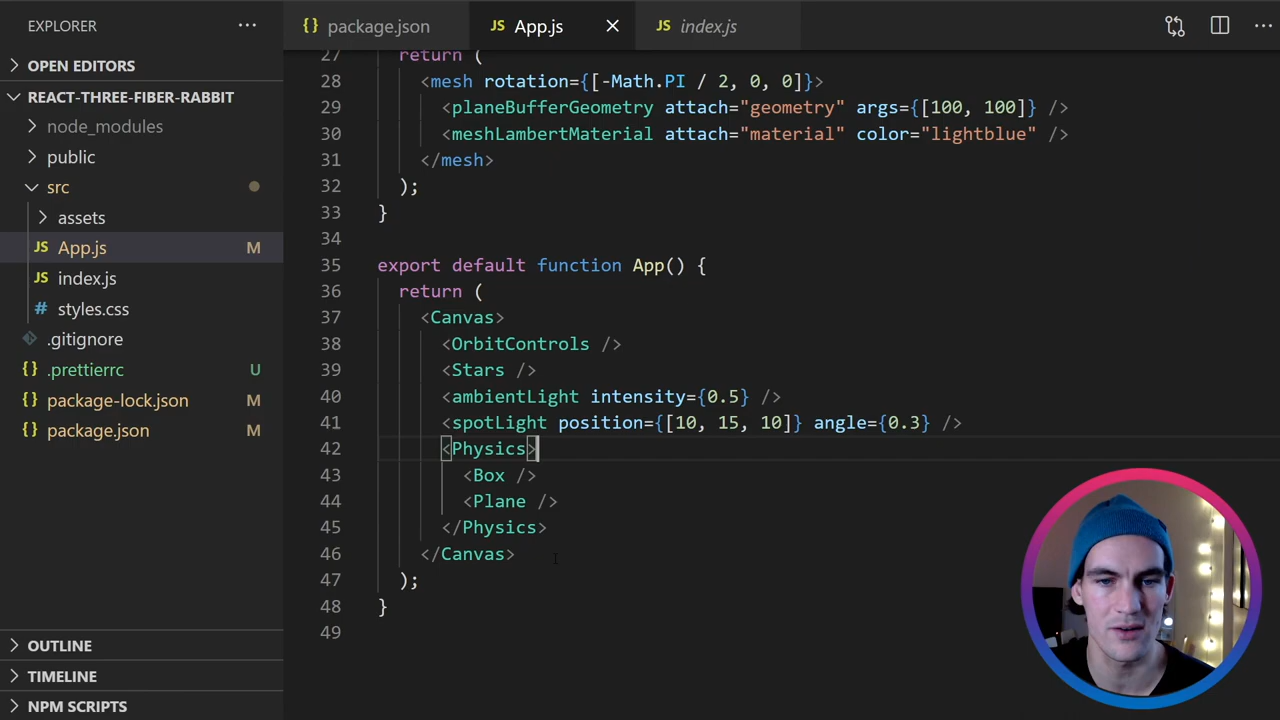 EXPLORER
OPEN EDITORS
REACT-THREE-FIBER-RABBIT
node_modules
public
src
assets
JS App.js M
JS index.js
# styles.css
.gitignore
{} .prettierrc U
{} package-lock.json M
{} package.json M
OUTLINE
TIMELINE
NPM SCRIPTS
{} package.json
JS App.js
JS index.js
27 return (
28 <mesh rotation={[-Math.PI / 2, 0, 0]}>
29 <planeBufferGeometry attach="geometry" args={[100, 100]} />
30 <meshLambertMaterial attach="material" color="lightblue" />
31 </mesh>
32 );
33 }
34
35 export default function App() {
36 return (
37 <Canvas>
38 <OrbitControls />
39 <Stars />
40 <ambientLight intensity={0.5} />
41 <spotLight position={[10, 15, 10]} angle={0.3} />
42 <Physics>
43 <Box />
44 <Plane />
45 </Physics>
46 </Canvas>
47 );
48 }
49